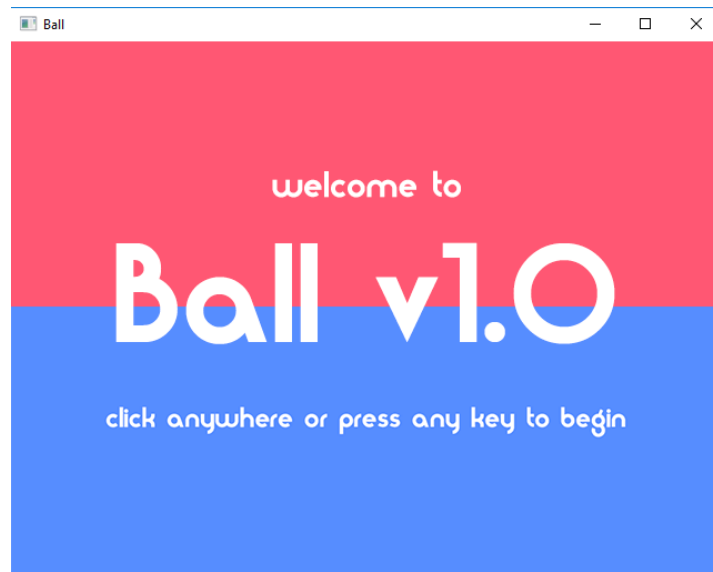 Ball
welcome to
Ball v1.0
click anywhere or press any key to begin